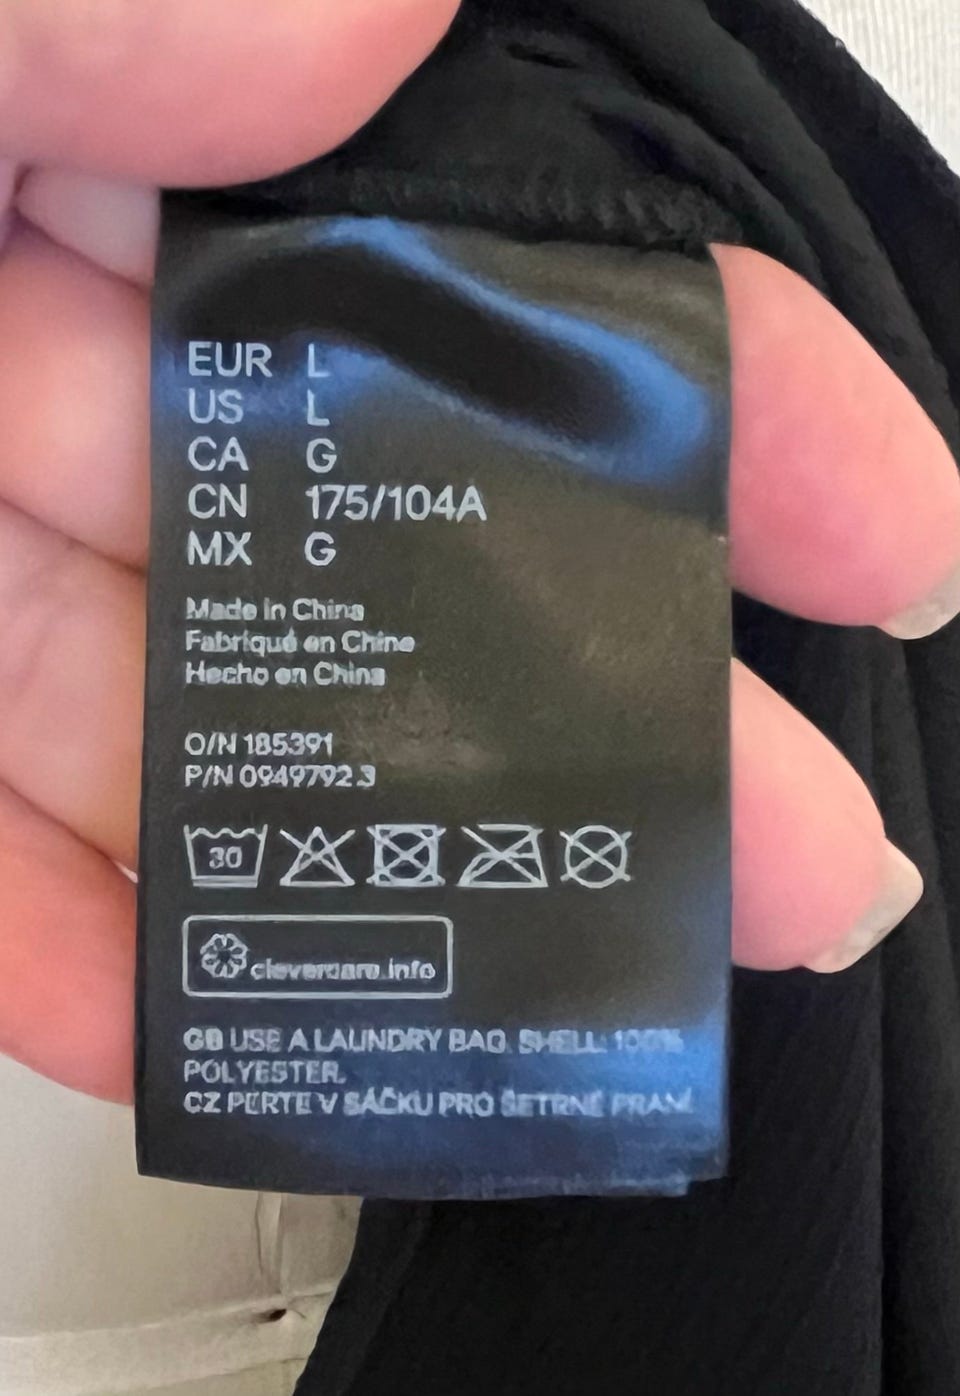 EUR L
US L
CA G
CN 175/104A
MX G
Made in China
Fabriqué en Chine
Hecho en China
O/N 185391
P/N 0949792 3
30
clevercare.info
GB USE A LAUNDRY BAG. SHELL: 100%
POLYESTER.
CZ PERTE V SÁČKU PRO ŠETRNÉ PRANÍ.